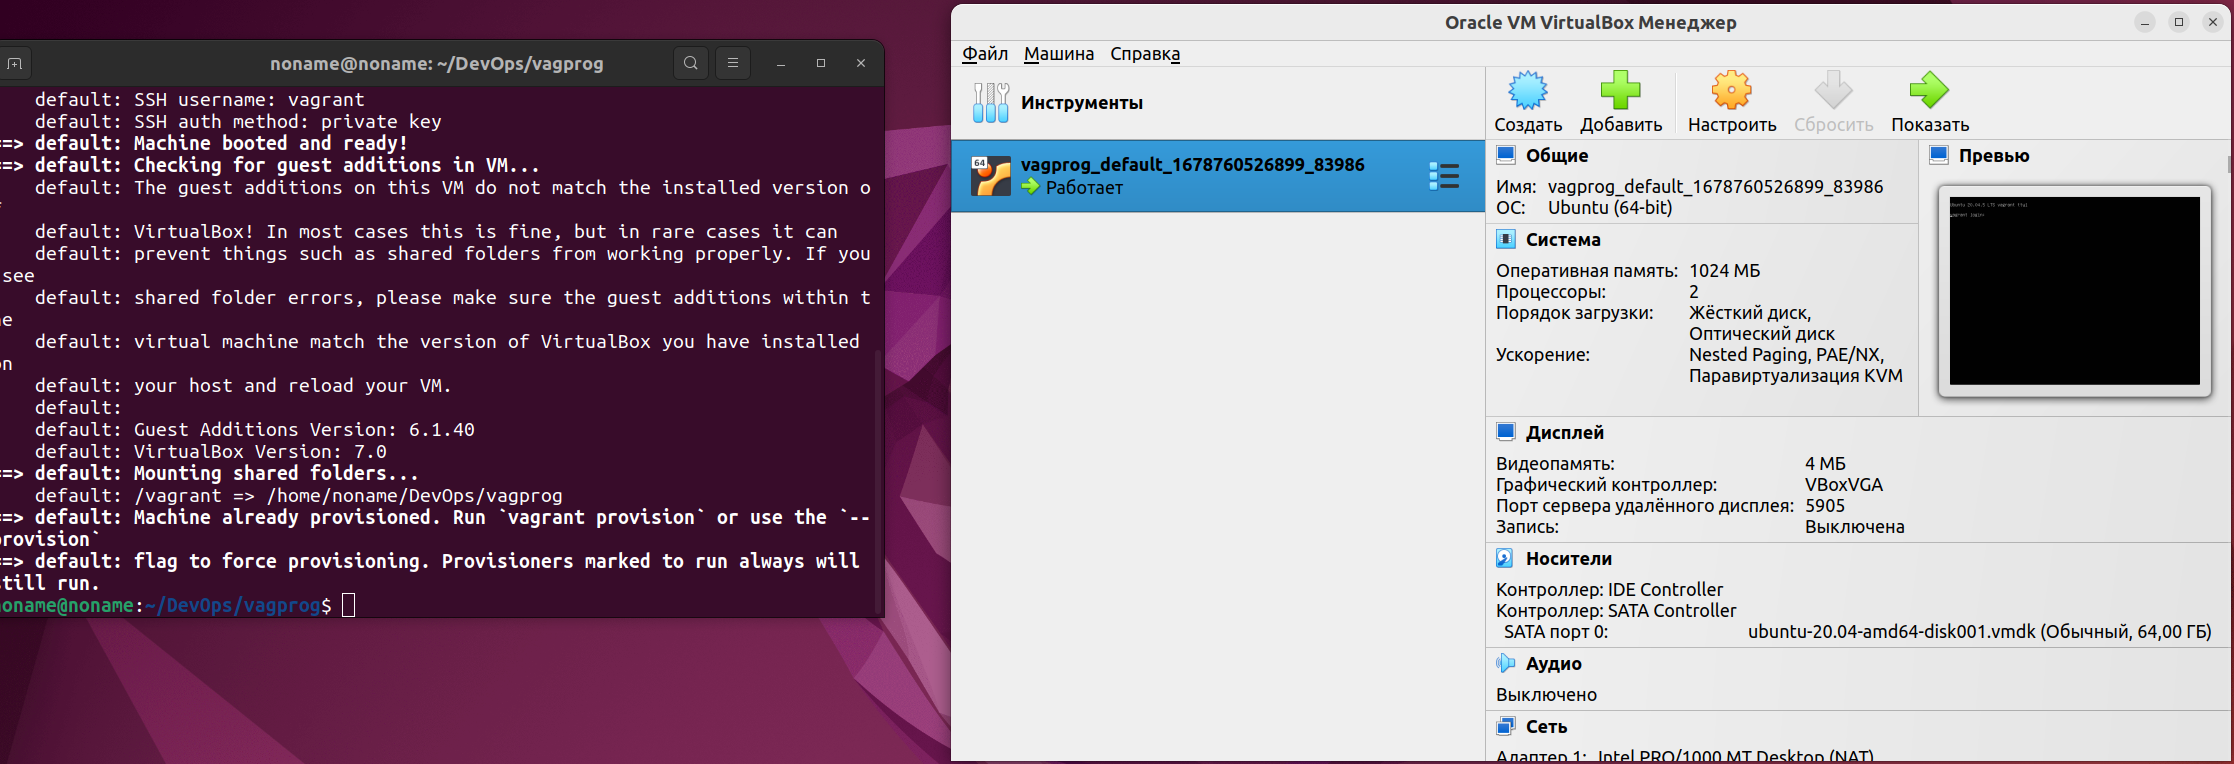 noname@noname: ~/DevOps/vagprog
default: SSH username: vagrant
default: SSH auth method: private key
==> default: Machine booted and ready!
==> default: Checking for guest additions in VM...
default: The guest additions on this VM do not match the installed version o
f
default: VirtualBox! In most cases this is fine, but in rare cases it can
default: prevent things such as shared folders from working properly. If you
see
default: shared folder errors, please make sure the guest additions within t
he
default: virtual machine match the version of VirtualBox you have installed
on
default: your host and reload your VM.
default:
default: Guest Additions Version: 6.1.40
default: VirtualBox Version: 7.0
==> default: Mounting shared folders...
default: /vagrant => /home/noname/DevOps/vagprog
==> default: Machine already provisioned. Run `vagrant provision` or use the `--
provision`
==> default: flag to force provisioning. Provisioners marked to run always will
still run.
noname@noname:~/DevOps/vagprog$
Oracle VM VirtualBox Менеджер
Файл Машина Справка
Инструменты
64
vagprog_default_1678760526899_83986
Работает
Создать Добавить Настроить Сбросить Показать
Общие
Имя: vagprog_default_1678760526899_83986
ОС: Ubuntu (64-bit)
Превью
Ubuntu 20.04.5 LTS vagrant tty1
vagrant login:
Система
Оперативная память: 1024 МБ
Процессоры: 2
Порядок загрузки: Жёсткий диск,
Оптический диск
Ускорение: Nested Paging, PAE/NX,
Паравиртуализация KVM
Дисплей
Видеопамять: 4 МБ
Графический контроллер: VBoxVGA
Порт сервера удалённого дисплея: 5905
Запись: Выключена
Носители
Контроллер: IDE Controller
Контроллер: SATA Controller
SATA порт 0: ubuntu-20.04-amd64-disk001.vmdk (Обычный, 64,00 ГБ)
Аудио
Выключено
Сеть
Адаптер 1: Intel PRO/1000 MT Desktop (NAT)